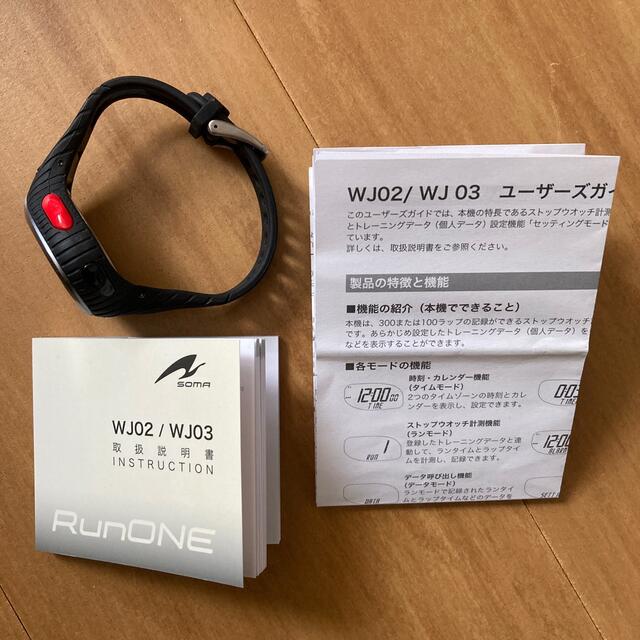 SOMA
WJ02 / WJ03
取扱説明書
INSTRUCTION
RunONE
WJ02/ WJ 03 ユーザーズガイ
このユーザーズガイドでは、本機の特長であるストップウオッチ計測
とトレーニングデータ（個人データ）設定機能「セッティングモード
ています。
詳しくは、取扱説明書をご参照ください。
製品の特徴と機能
■機能の紹介（本機でできること）
本機は、300または100ラップの記録ができるストップウオッチ
です。あらかじめ設定したトレーニングデータ（個人データ）を
などを表示することができます。
■各モードの機能
12:00 00
TIME
時刻・カレンダー機能
（タイムモード）
2つのタイムゾーンの時刻とカレ
ンダーを表示し、設定できます。
TIME
1
RUN
ストップウオッチ計測機能
（ランモード）
登録したトレーニングデータと連
動して、ランタイムとラップタイ
ムを計測し、記録できます。
12:00
DATA
データ呼び出し機能
（データモード）
ランモードで記録されたランタイ
ムとラップタイムなどのデータを